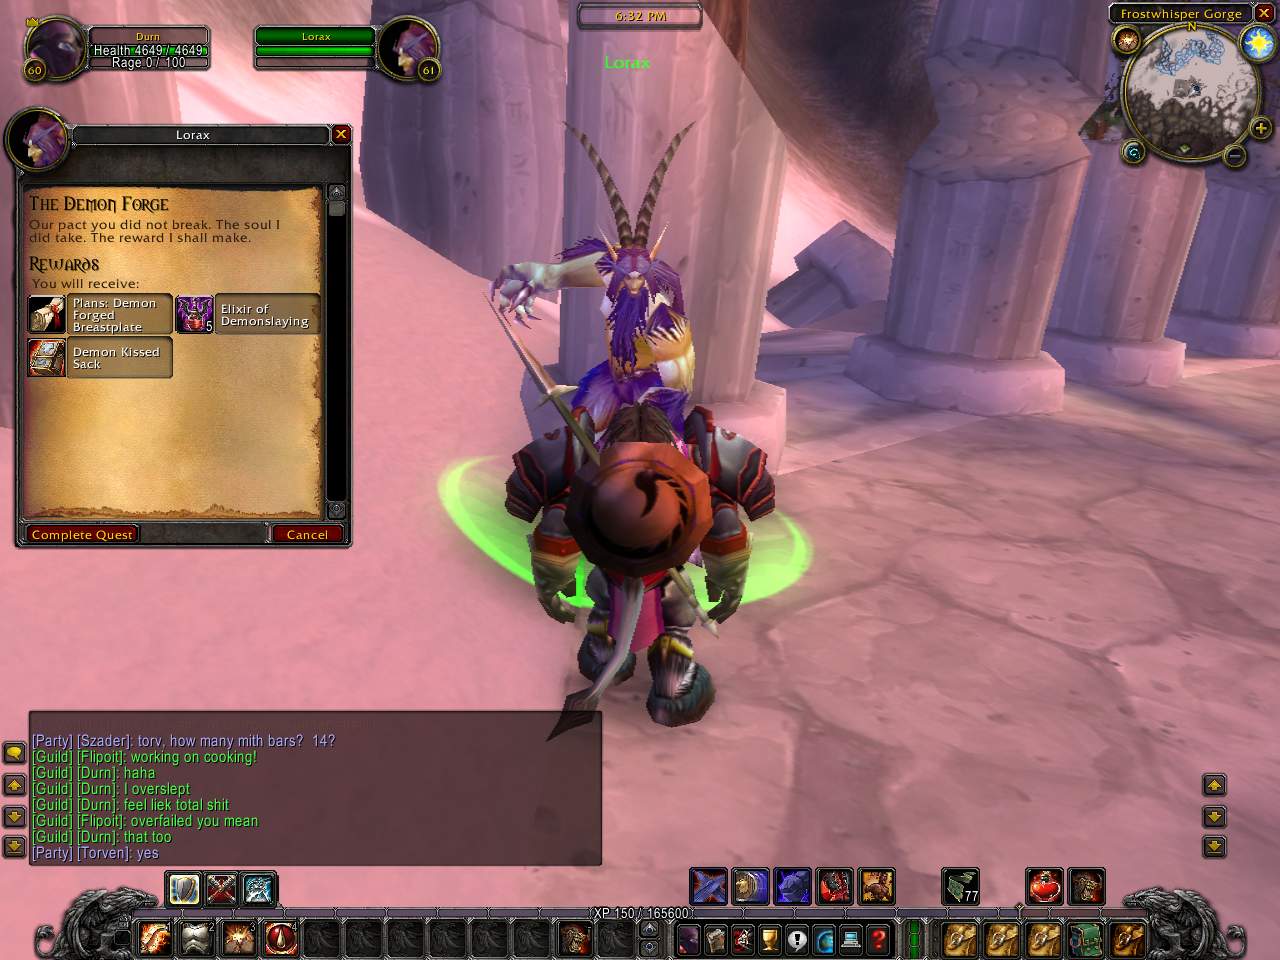 Durn
Health 4649 / 4649
Rage 0 / 100
60
Lorax
61
6:32 PM
Frostwhisper Gorge
N
Lorax
Lorax
The Demon Forge
Our pact you did not break. The soul I
did take. The reward I shall make.
Rewards
You will receive:
Plans: Demon
Forged
Breastplate
5
Elixir of
Demonslaying
Demon Kissed
Sack
Complete Quest
Cancel
[Party] [Szader]: torv, how many mith bars? 14?
[Guild] [Flipoit]: working on cooking!
[Guild] [Durn]: haha
[Guild] [Durn]: I overslept
[Guild] [Durn]: feel liek total shit
[Guild] [Flipoit]: overfailed you mean
[Guild] [Durn]: that too
[Party] [Torven]: yes
77
XP 150 / 165600
1
2
3
4